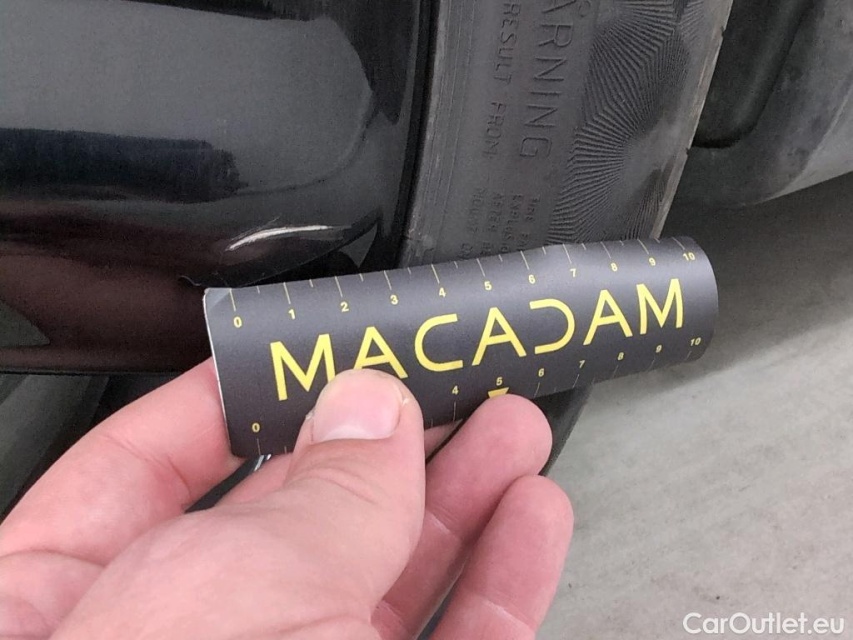 WARNING
RESULT FROM
0 1 2 3 4 5 6 7 8 9 10
MACADAM
0 4 5 6 7 8 9 10
CarOutlet.eu